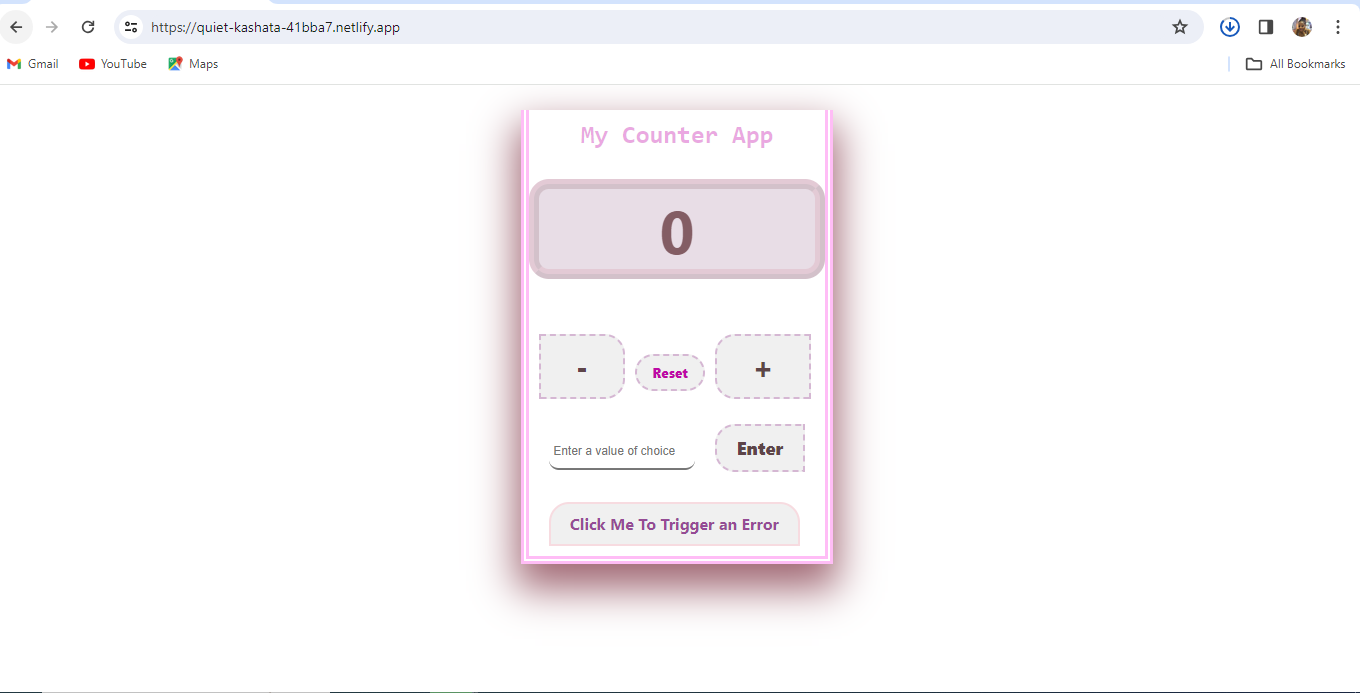 https://quiet-kashata-41bba7.netlify.app
Gmail YouTube Maps All Bookmarks
My Counter App
0
- Reset +
Enter a value of choice Enter
Click Me To Trigger an Error